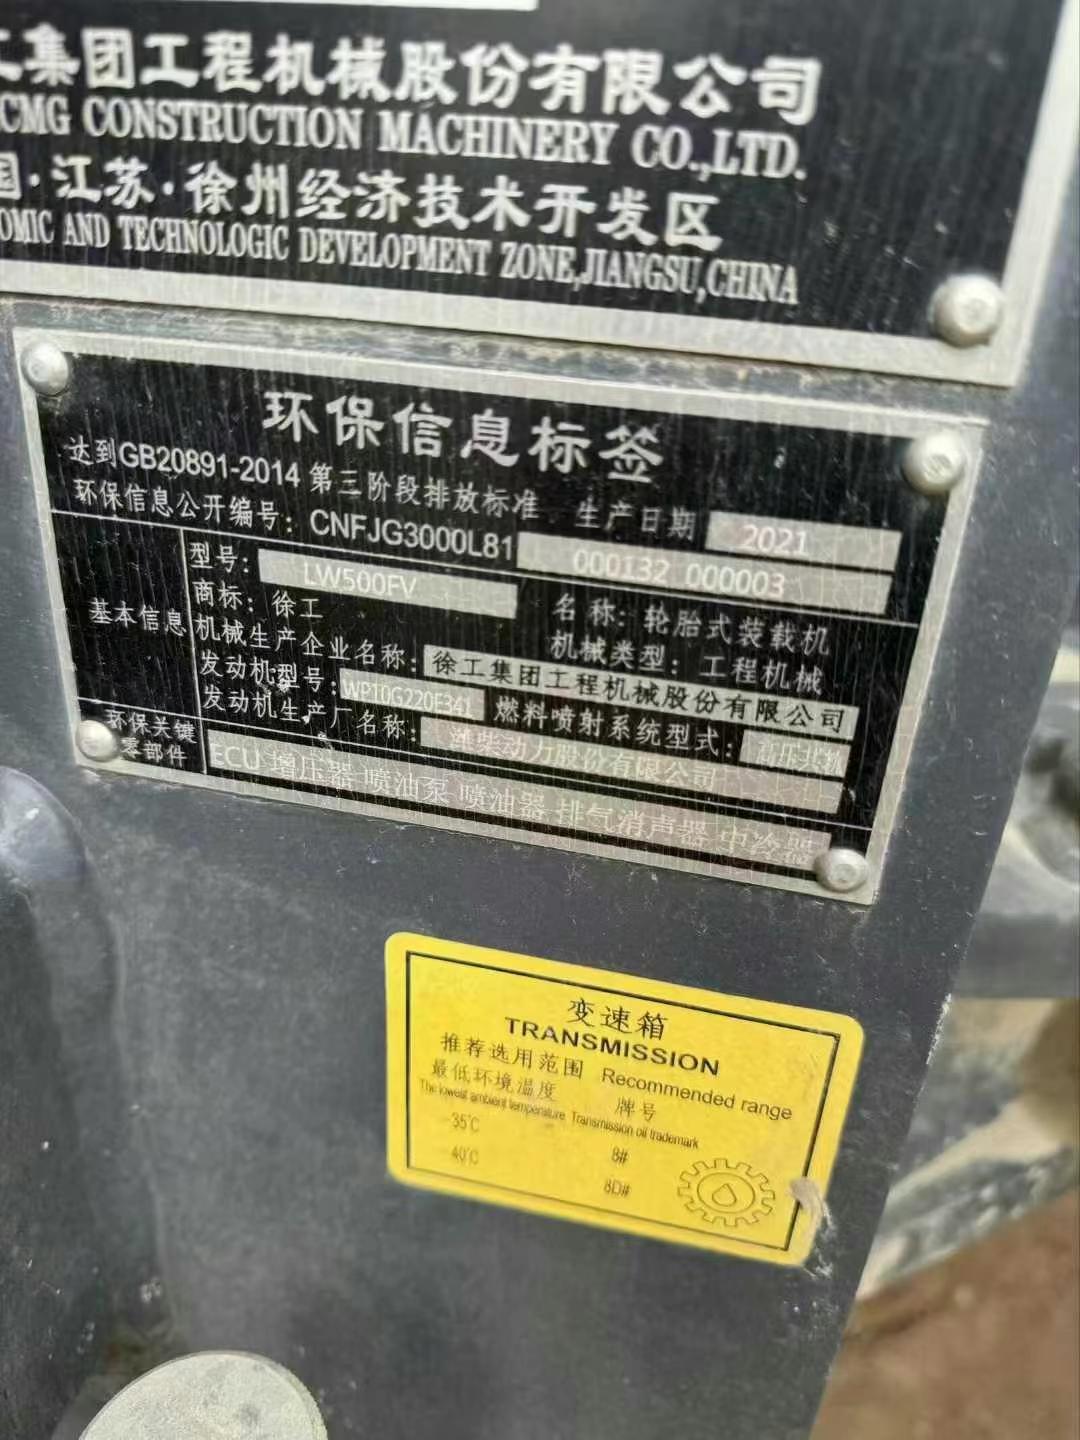 工集团工程机械股份有限公司
CMG CONSTRUCTION MACHINERY CO.,LTD.
国·江苏·徐州经济技术开发区
OMIC AND TECHNOLOGIC DEVELOPMENT ZONE,JIANGSU,CHINA
环保信息标签
达到GB20891-2014 第三阶段排放标准 生产日期 2021
环保信息公开编号: CNFJG3000L81 000132 000003
基本信息
型号: LW500FV 名称: 轮胎式装载机
商标: 徐工 机械类型: 工程机械
机械生产企业名称: 徐工集团工程机械股份有限公司
发动机型号: WP10G220E341 燃料喷射系统型式: 高压共轨
发动机生产厂名称: 潍柴动力股份有限公司
环保关键零部件
ECU 增压器 喷油泵 喷油器 排气消声器 中冷器
变速箱
TRANSMISSION
推荐选用范围 Recommended range
最低环境温度 牌号
The lowest ambient temperature Transmission oil trademark
-35℃ 8#
40℃ 8D#